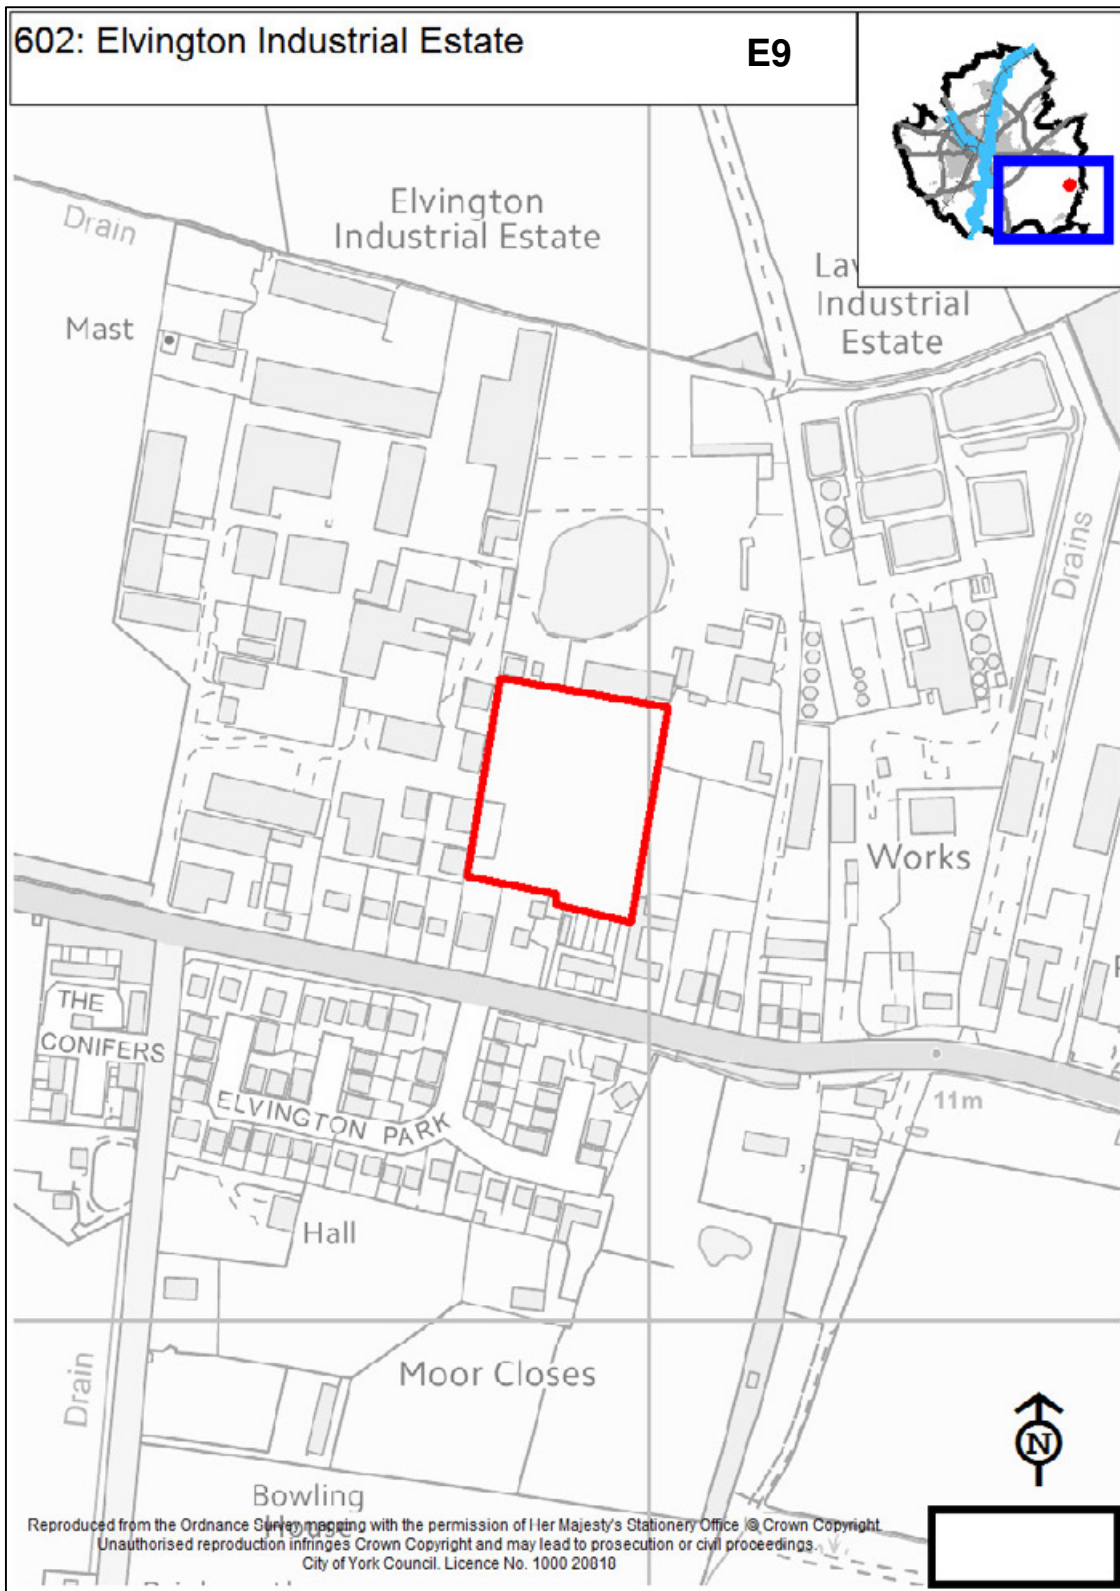 602: Elvington Industrial Estate
E9
Drain
Elvington
Industrial Estate
Mast
Industrial
Estate
Drains
Works
THE
CONIFERS
ELVINGTON PARK
11m
Hall
Moor Closes
Drain
N
Bowling
House
Reproduced from the Ordnance Survey mapping with the permission of Her Majesty's Stationery Office © Crown Copyright.
Unauthorised reproduction infringes Crown Copyright and may lead to prosecution or civil proceedings.
City of York Council. Licence No. 1000 20818